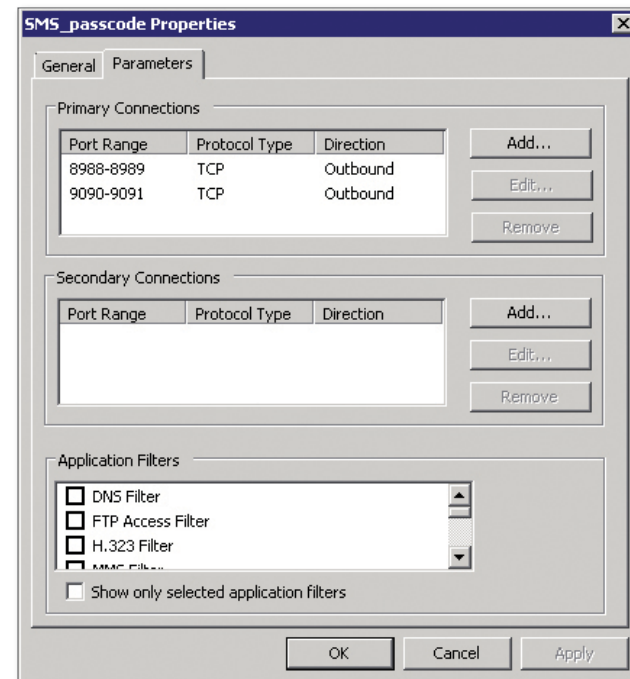 SMS_passcode Properties
General Parameters
Primary Connections
Port Range Protocol Type Direction
8988-8989 TCP Outbound
9090-9091 TCP Outbound
Add...
Edit...
Remove
Secondary Connections
Port Range Protocol Type Direction
Add...
Edit...
Remove
Application Filters
DNS Filter
FTP Access Filter
H.323 Filter
MMS Filter
Show only selected application filters
OK Cancel Apply